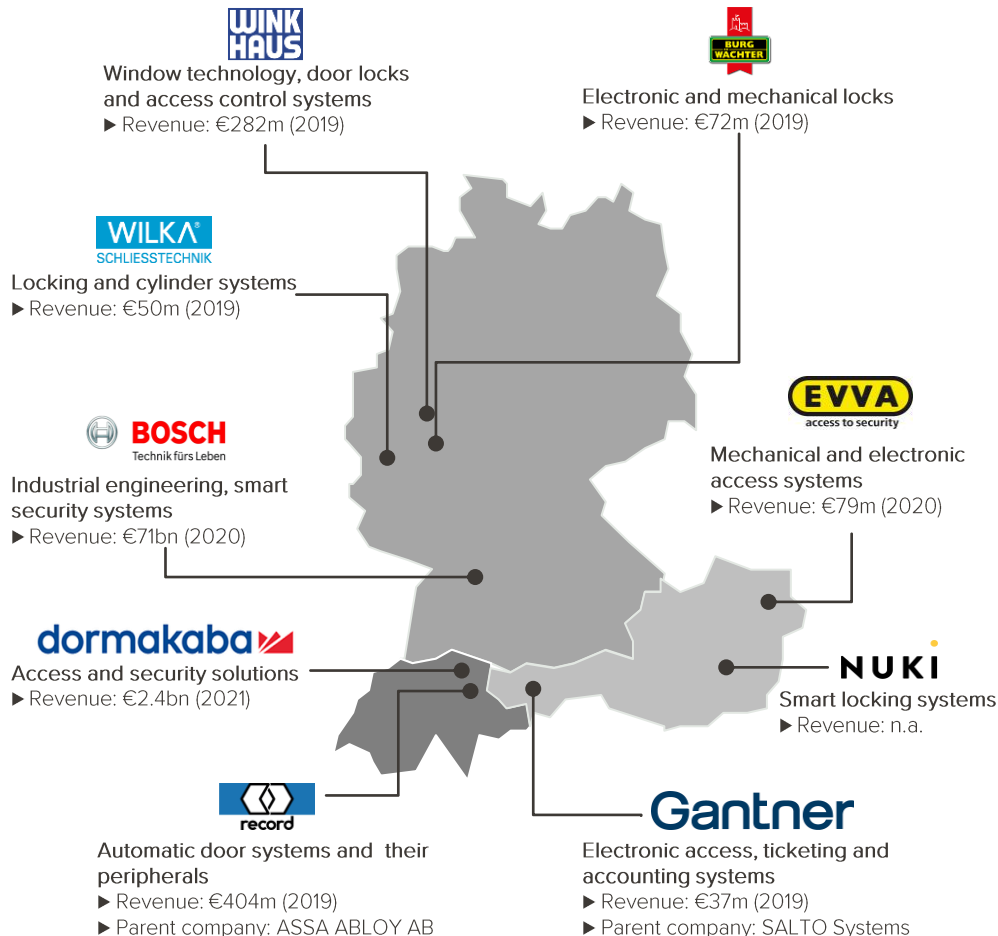 WINK
HAUS
Window technology, door locks
and access control systems
▶ Revenue: €282m (2019)
BURG
WÄCHTER
Electronic and mechanical locks
▶ Revenue: €72m (2019)
WILKA®
SCHLIESSTECHNIK
Locking and cylinder systems
▶ Revenue: €50m (2019)
BOSCH
Technik fürs Leben
Industrial engineering, smart
security systems
▶ Revenue: €71bn (2020)
EVVA
access to security
Mechanical and electronic
access systems
▶ Revenue: €79m (2020)
dormakaba
Access and security solutions
▶ Revenue: €2.4bn (2021)
NUKI
Smart locking systems
▶ Revenue: n.a.
record
Automatic door systems and  their
peripherals
▶ Revenue: €404m (2019)
▶ Parent company: ASSA ABLOY AB
Gantner
Electronic access, ticketing and
accounting systems
▶ Revenue: €37m (2019)
▶ Parent company: SALTO Systems